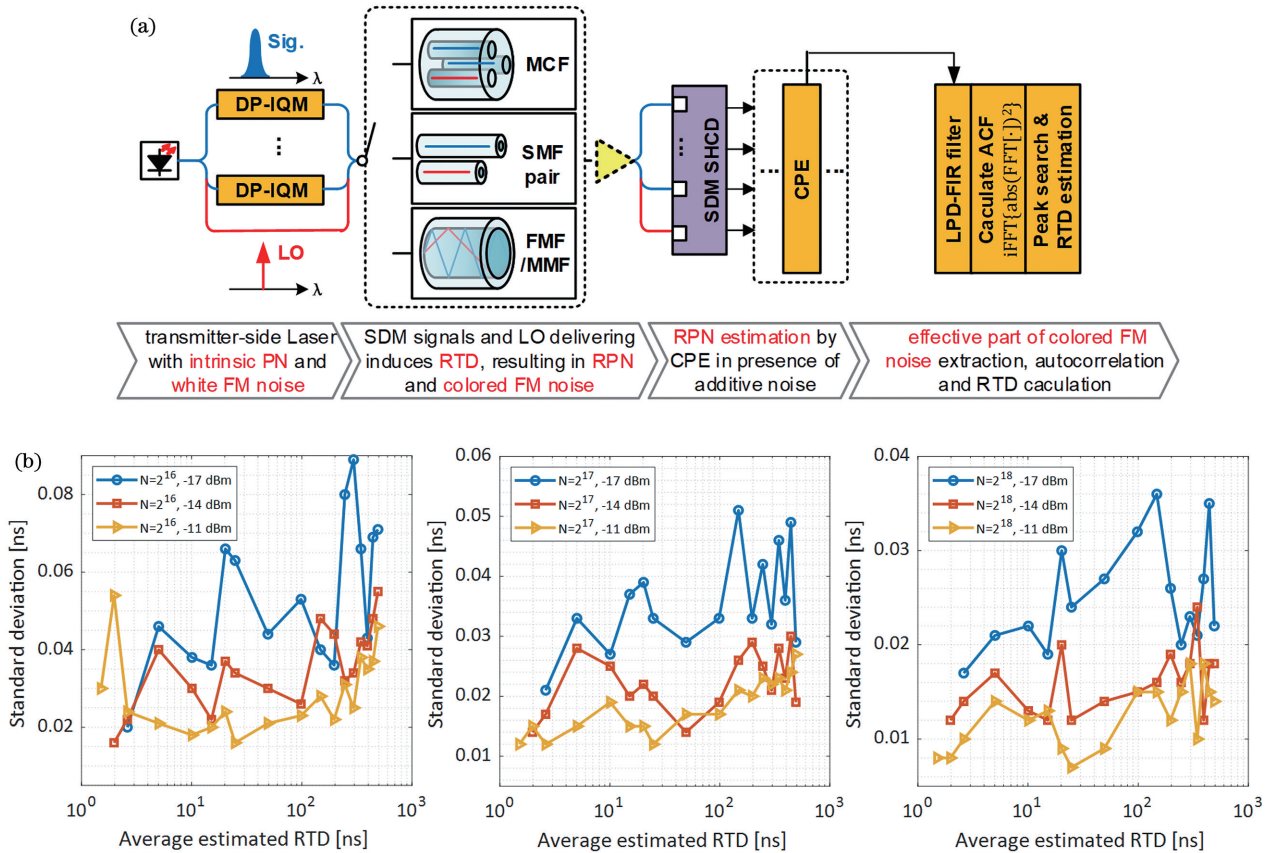 (a)
Sig.
λ
DP-IQM
⋮
DP-IQM
LO
λ
MCF
SMF
pair
FMF
/MMF
⋮
SDM SHCD
...
CPE
...
LPD-FIR filter
Caculate ACF
iFFT{abs(FFT[·])²}
Peak search &
RTD estimation
transmitter-side Laser
with intrinsic PN and
white FM noise
SDM signals and LO delivering
induces RTD, resulting in RPN
and colored FM noise
RPN estimation by
CPE in presence of
additive noise
effective part of colored FM
noise extraction, autocorrelation
and RTD caculation
(b)
N=2¹⁶, -17 dBm
N=2¹⁶, -14 dBm
N=2¹⁶, -11 dBm
0.08
0.06
0.04
0.02
Standard deviation [ns]
10⁰ 10¹ 10² 10³
Average estimated RTD [ns]
N=2¹⁷, -17 dBm
N=2¹⁷, -14 dBm
N=2¹⁷, -11 dBm
0.06
0.05
0.04
0.03
0.02
0.01
Standard deviation [ns]
10⁰ 10¹ 10² 10³
Average estimated RTD [ns]
N=2¹⁸, -17 dBm
N=2¹⁸, -14 dBm
N=2¹⁸, -11 dBm
0.04
0.03
0.02
0.01
Standard deviation [ns]
10⁰ 10¹ 10² 10³
Average estimated RTD [ns]